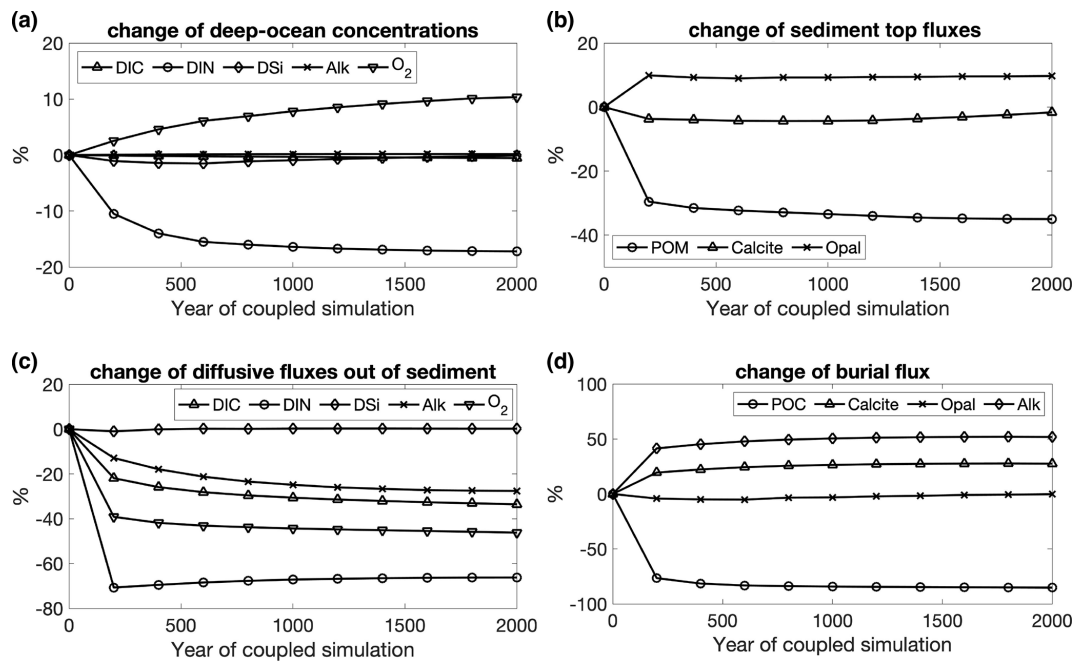 (a)
change of deep-ocean concentrations
20
10
0
-10
-20
%
DIC DIN DSi Alk O2
0 500 1000 1500 2000
Year of coupled simulation
(b)
change of sediment top fluxes
20
0
-20
-40
%
POM Calcite Opal
0 500 1000 1500 2000
Year of coupled simulation
(c)
change of diffusive fluxes out of sediment
20
0
-20
-40
-60
-80
%
DIC DIN DSi Alk O2
0 500 1000 1500 2000
Year of coupled simulation
(d)
change of burial flux
100
50
0
-50
-100
%
POC Calcite Opal Alk
0 500 1000 1500 2000
Year of coupled simulation